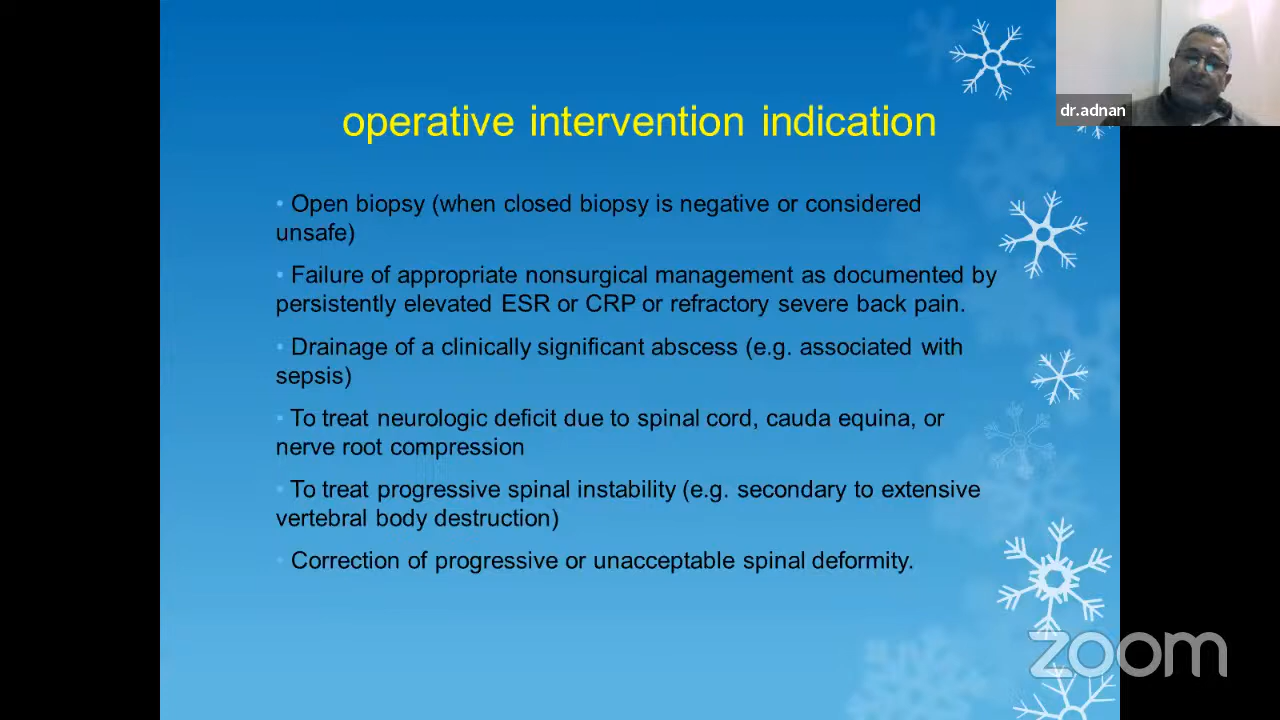 dr.adnan
operative intervention indication
• Open biopsy (when closed biopsy is negative or considered
unsafe)
• Failure of appropriate nonsurgical management as documented by
persistently elevated ESR or CRP or refractory severe back pain.
• Drainage of a clinically significant abscess (e.g. associated with
sepsis)
• To treat neurologic deficit due to spinal cord, cauda equina, or
nerve root compression
• To treat progressive spinal instability (e.g. secondary to extensive
vertebral body destruction)
• Correction of progressive or unacceptable spinal deformity.
zoom